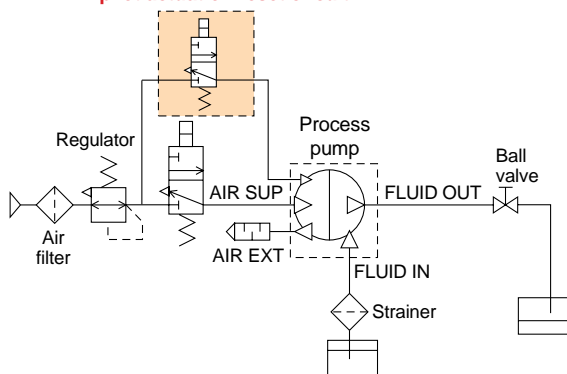 Regulator
Process
pump
Ball
valve
AIR SUP
FLUID OUT
Air
filter
AIR EXT
FLUID IN
Strainer